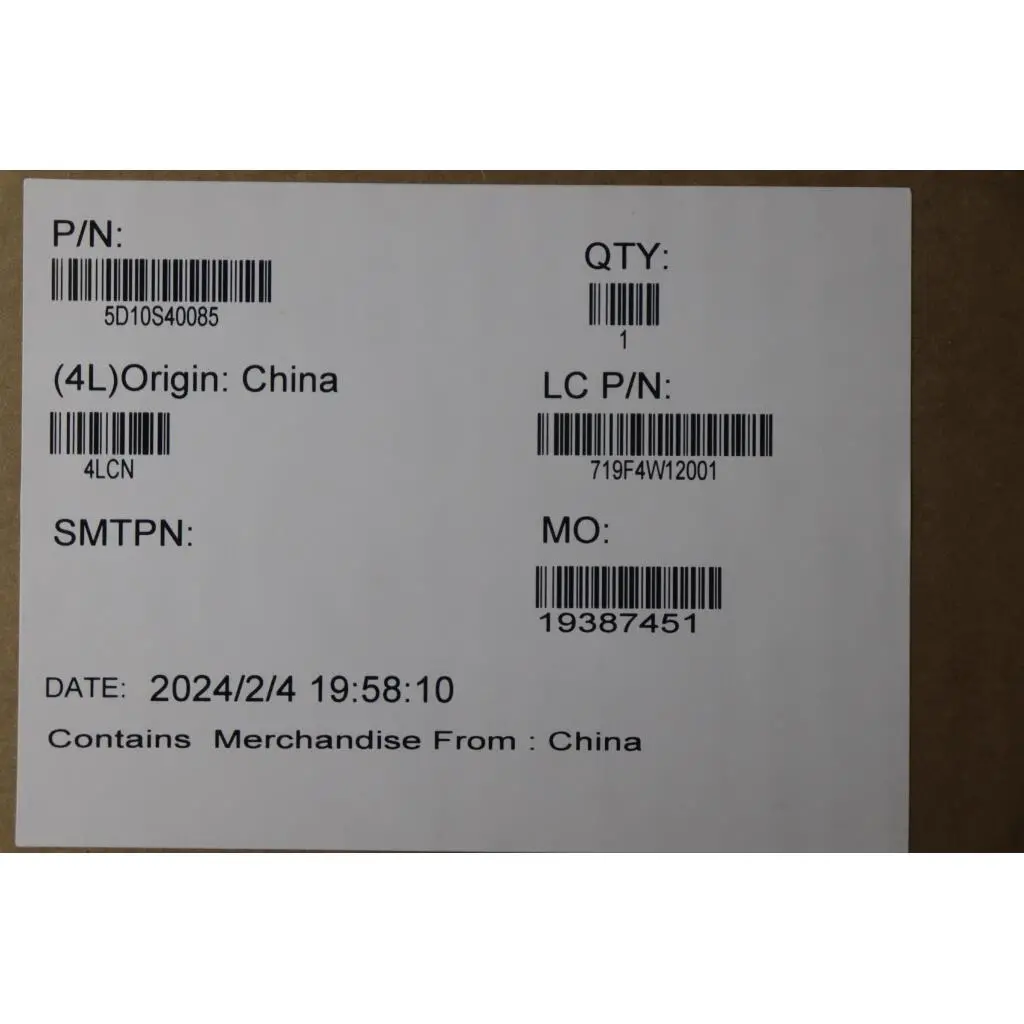 P/N:
5D10S40085
QTY:
1
(4L)Origin: China
4LCN
LC P/N:
719F4W12001
SMTPN:
MO:
19387451
DATE: 2024/2/4 19:58:10
Contains Merchandise From : China